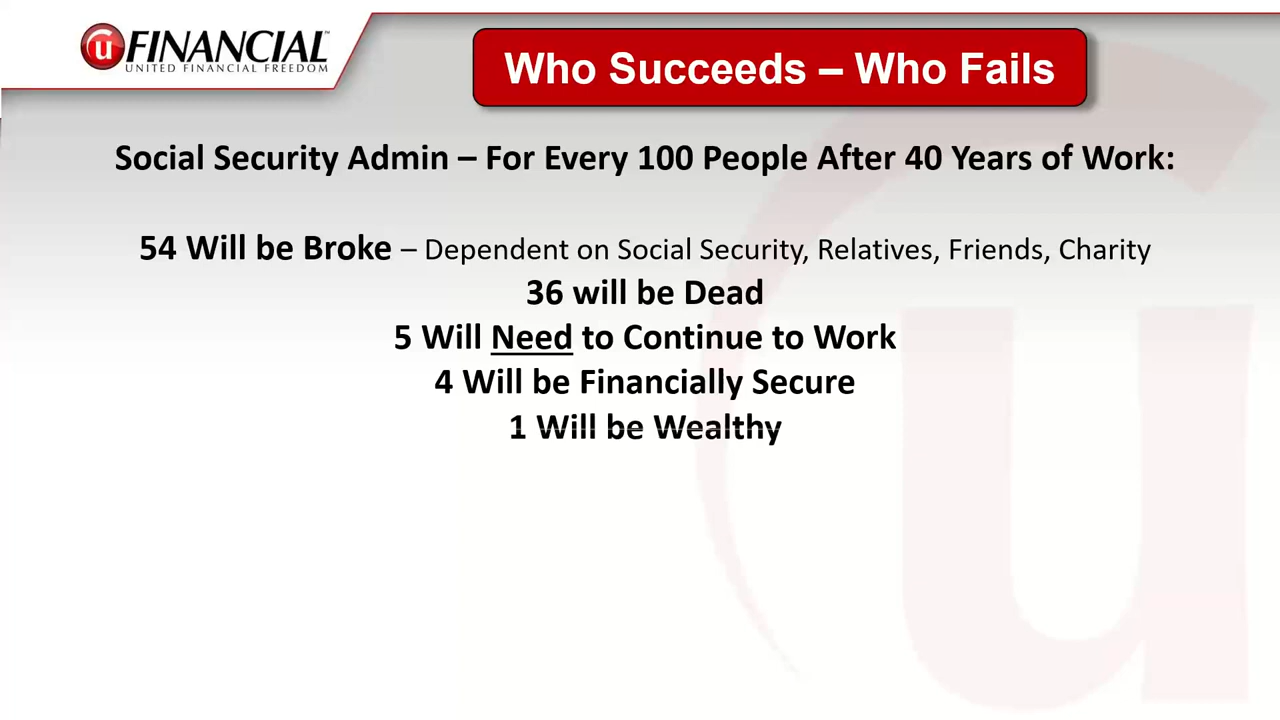 u FINANCIAL™
UNITED FINANCIAL FREEDOM
Who Succeeds – Who Fails
Social Security Admin – For Every 100 People After 40 Years of Work:
54 Will be Broke – Dependent on Social Security, Relatives, Friends, Charity
36 will be Dead
5 Will Need to Continue to Work
4 Will be Financially Secure
1 Will be Wealthy